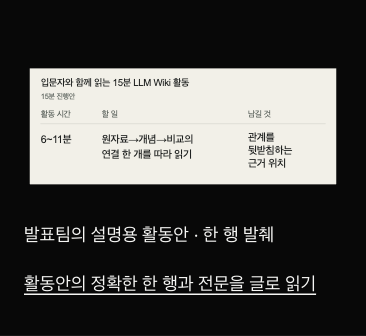 입문자와 함께 읽는 15분 LLM Wiki 활동
15분 진행안
활동 시간 할 일 남길 것
6~11분 원자료→개념→비교의 관계를
연결 한 개를 따라 읽기 뒷받침하는
근거 위치
발표팀의 설명용 활동안 · 한 행 발췌
활동안의 정확한 한 행과 전문을 글로 읽기